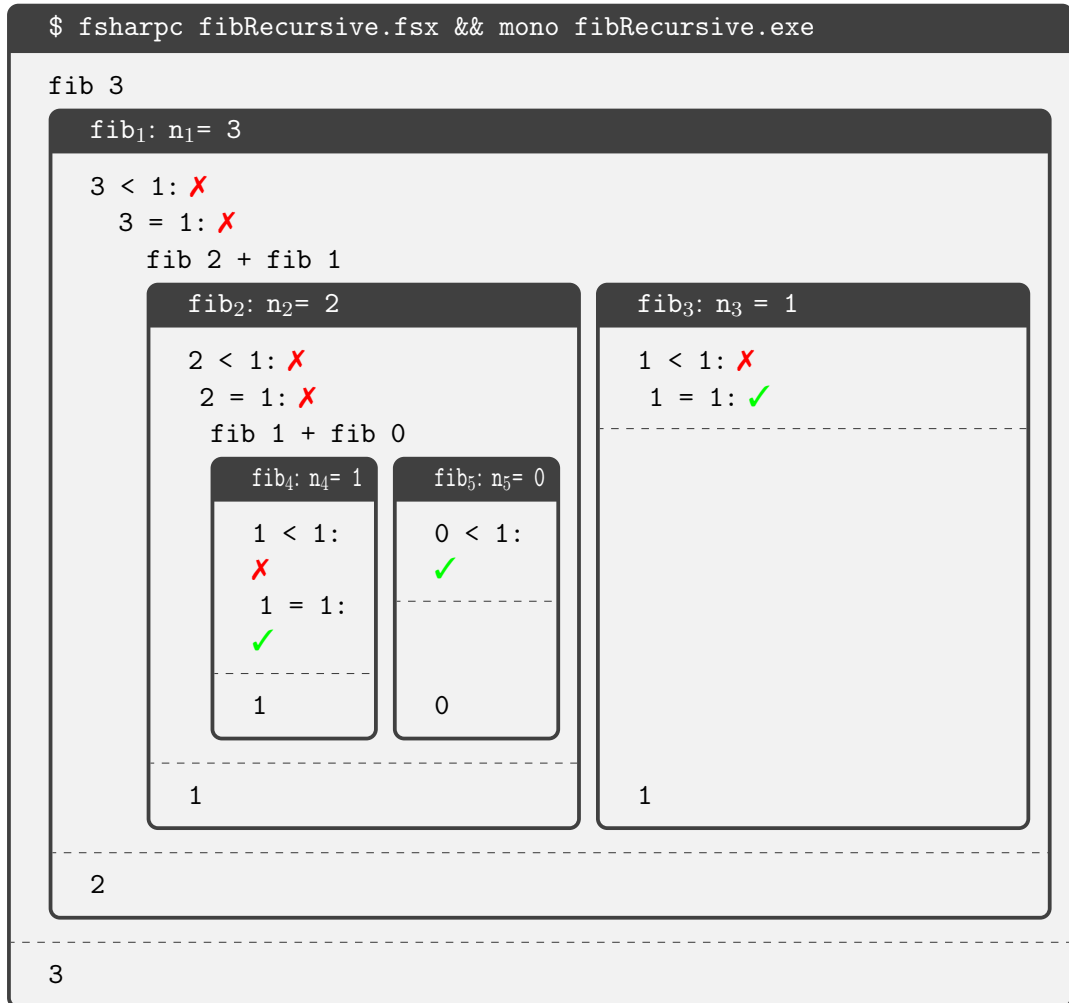 $ fsharpc fibRecursive.fsx && mono fibRecursive.exe
fib 3
fib₁: n₁= 3
3 < 1: ✗
3 = 1: ✗
fib 2 + fib 1
fib₂: n₂= 2
2 < 1: ✗
2 = 1: ✗
fib 1 + fib 0
fib₄: n₄= 1
1 < 1:
✗
1 = 1:
✓
1
fib₅: n₅= 0
0 < 1:
✓
0
1
fib₃: n₃ = 1
1 < 1: ✗
1 = 1: ✓
1
2
3